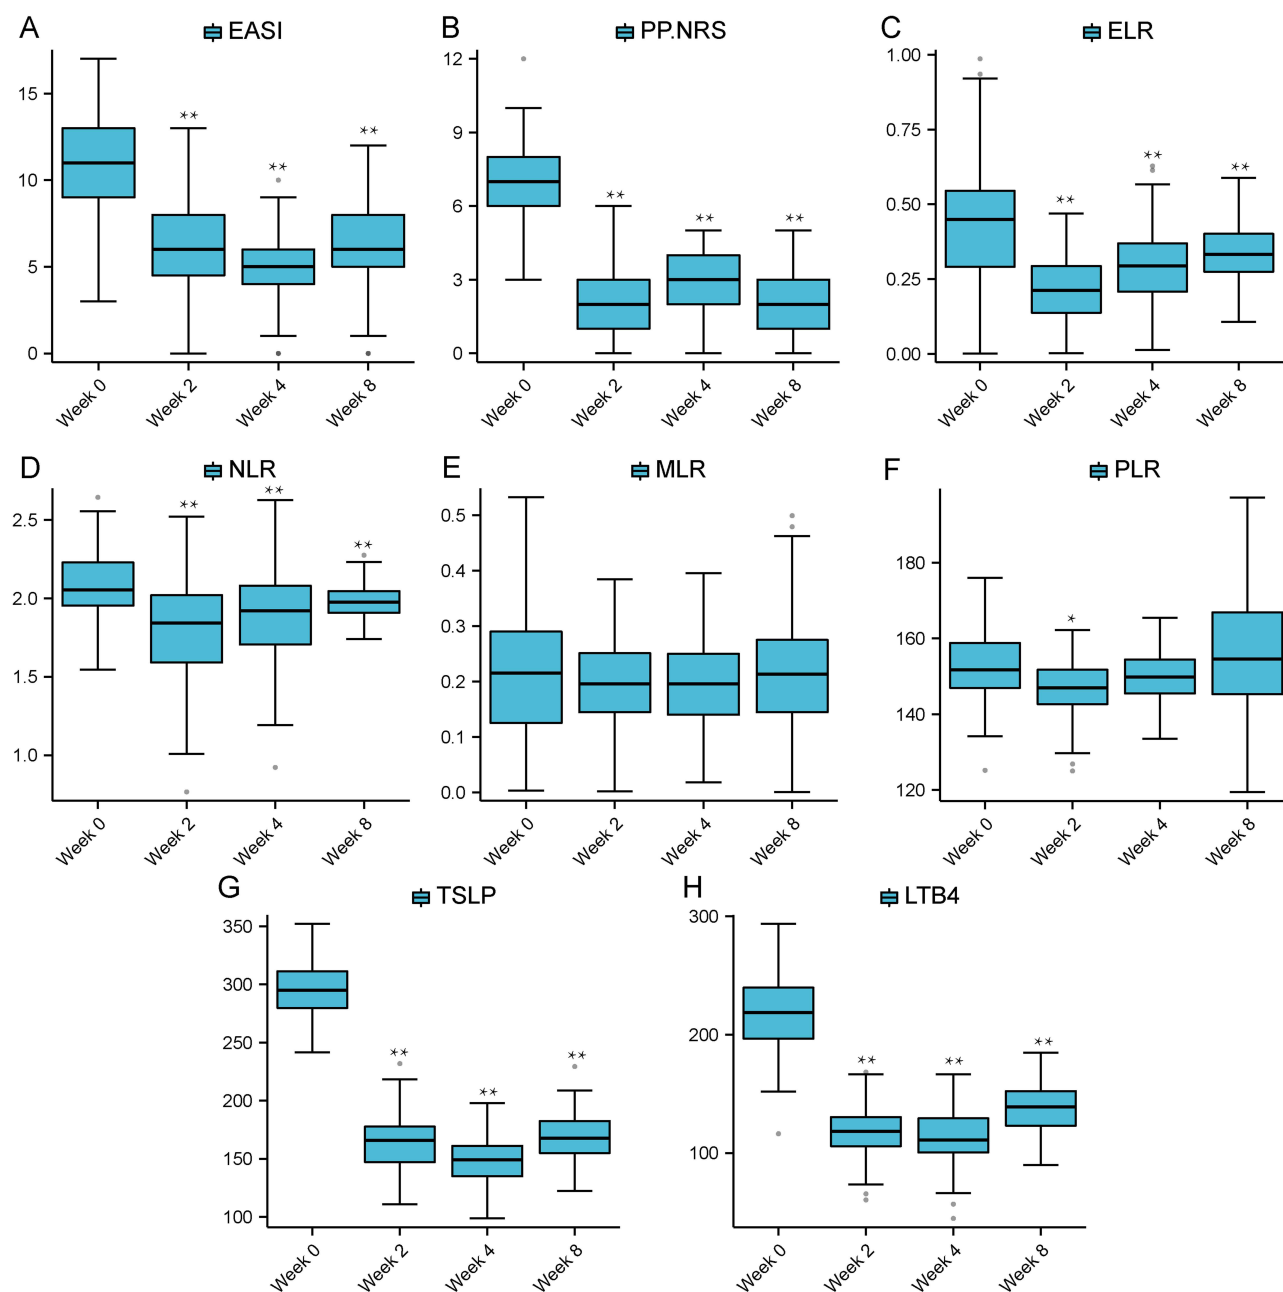 A EASI
15
10
5
0
** ** **
Week 0 Week 2 Week 4 Week 8
B PP.NRS
12
9
6
3
0
** ** **
Week 0 Week 2 Week 4 Week 8
C ELR
1.00
0.75
0.50
0.25
0.00
** ** **
Week 0 Week 2 Week 4 Week 8
D NLR
2.5
2.0
1.5
1.0
** ** **
Week 0 Week 2 Week 4 Week 8
E MLR
0.5
0.4
0.3
0.2
0.1
0.0
Week 0 Week 2 Week 4 Week 8
F PLR
180
160
140
120
*
Week 0 Week 2 Week 4 Week 8
G TSLP
350
300
250
200
150
100
** ** **
Week 0 Week 2 Week 4 Week 8
H LTB4
300
200
100
** ** **
Week 0 Week 2 Week 4 Week 8